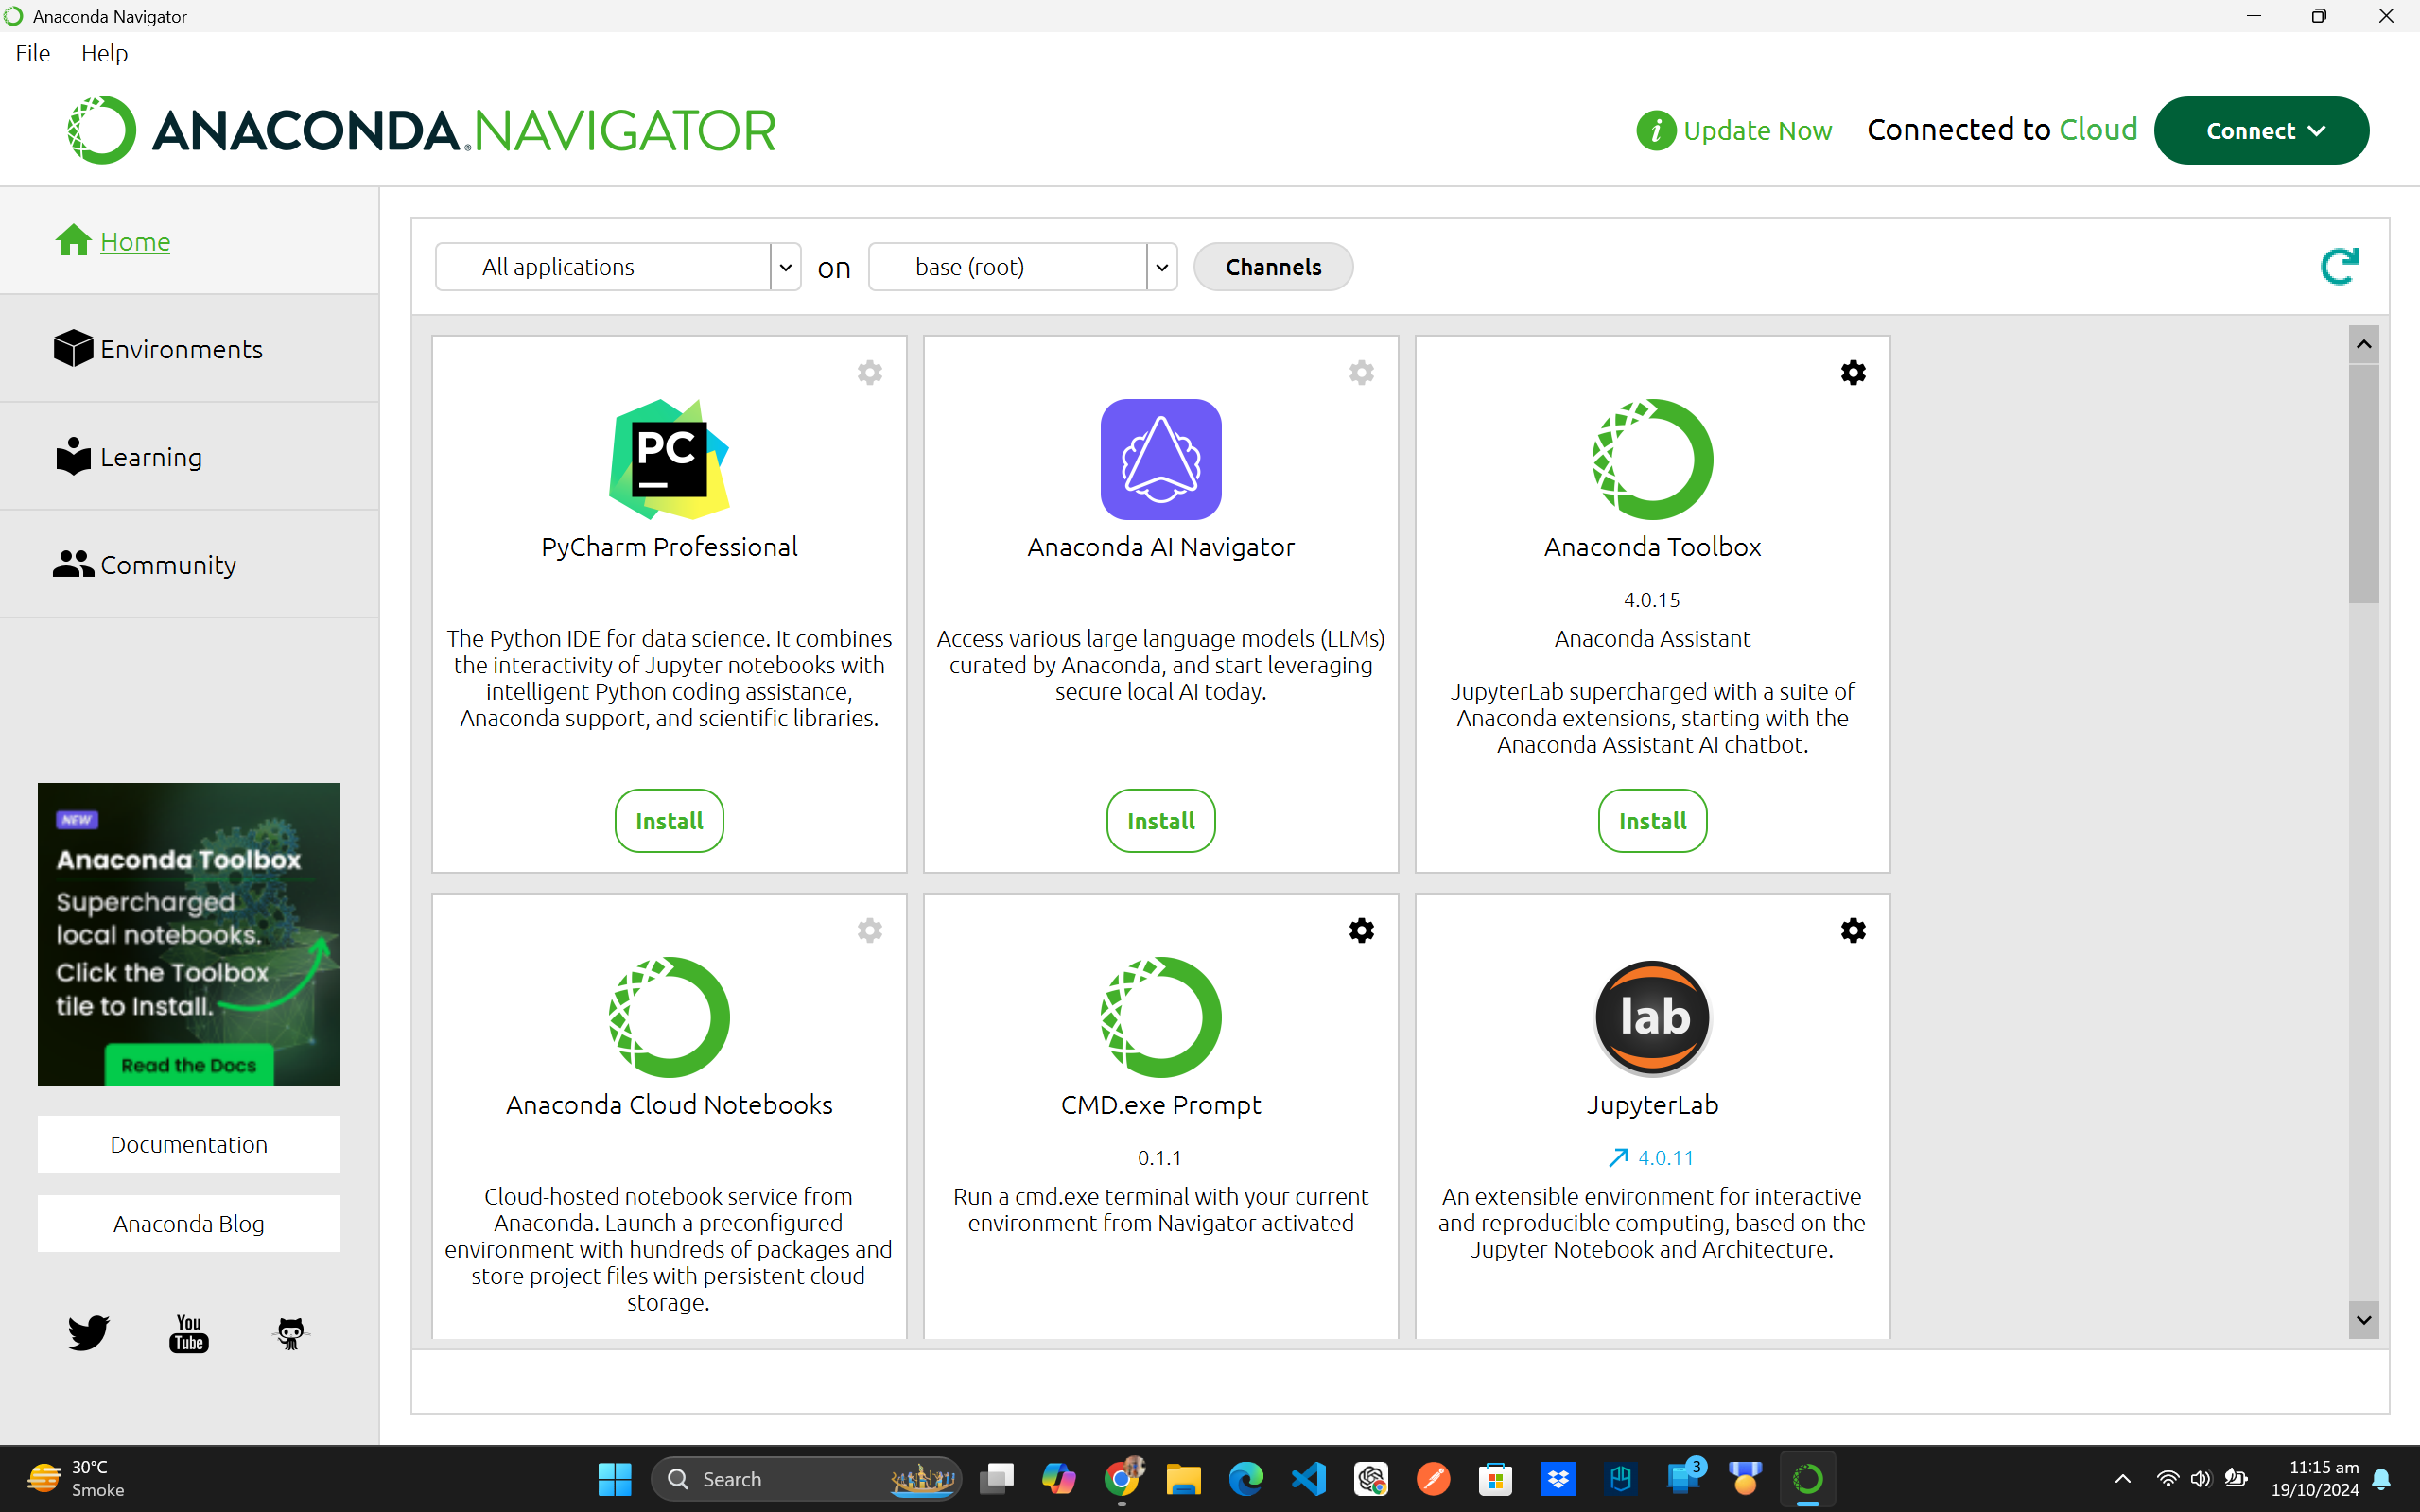 Anaconda Navigator
File Help
ANACONDA.NAVIGATOR
i Update Now Connected to Cloud Connect
Home
Environments
Learning
Community
All applications on base (root) Channels
PC
PyCharm Professional
The Python IDE for data science. It combines
the interactivity of Jupyter notebooks with
intelligent Python coding assistance,
Anaconda support, and scientific libraries.
Install
Anaconda AI Navigator
Access various large language models (LLMs)
curated by Anaconda, and start leveraging
secure local AI today.
Install
Anaconda Toolbox
4.0.15
Anaconda Assistant
JupyterLab supercharged with a suite of
Anaconda extensions, starting with the
Anaconda Assistant AI chatbot.
Install
Anaconda Cloud Notebooks
Cloud-hosted notebook service from
Anaconda. Launch a preconfigured
environment with hundreds of packages and
store project files with persistent cloud
storage.
CMD.exe Prompt
0.1.1
Run a cmd.exe terminal with your current
environment from Navigator activated
lab
JupyterLab
4.0.11
An extensible environment for interactive
and reproducible computing, based on the
Jupyter Notebook and Architecture.
NEW
Anaconda Toolbox
Supercharged
local notebooks.
Click the Toolbox
tile to Install.
Read the Docs
Documentation
Anaconda Blog
You
Tube
30°C
Smoke
Search
3
11:15 am
19/10/2024